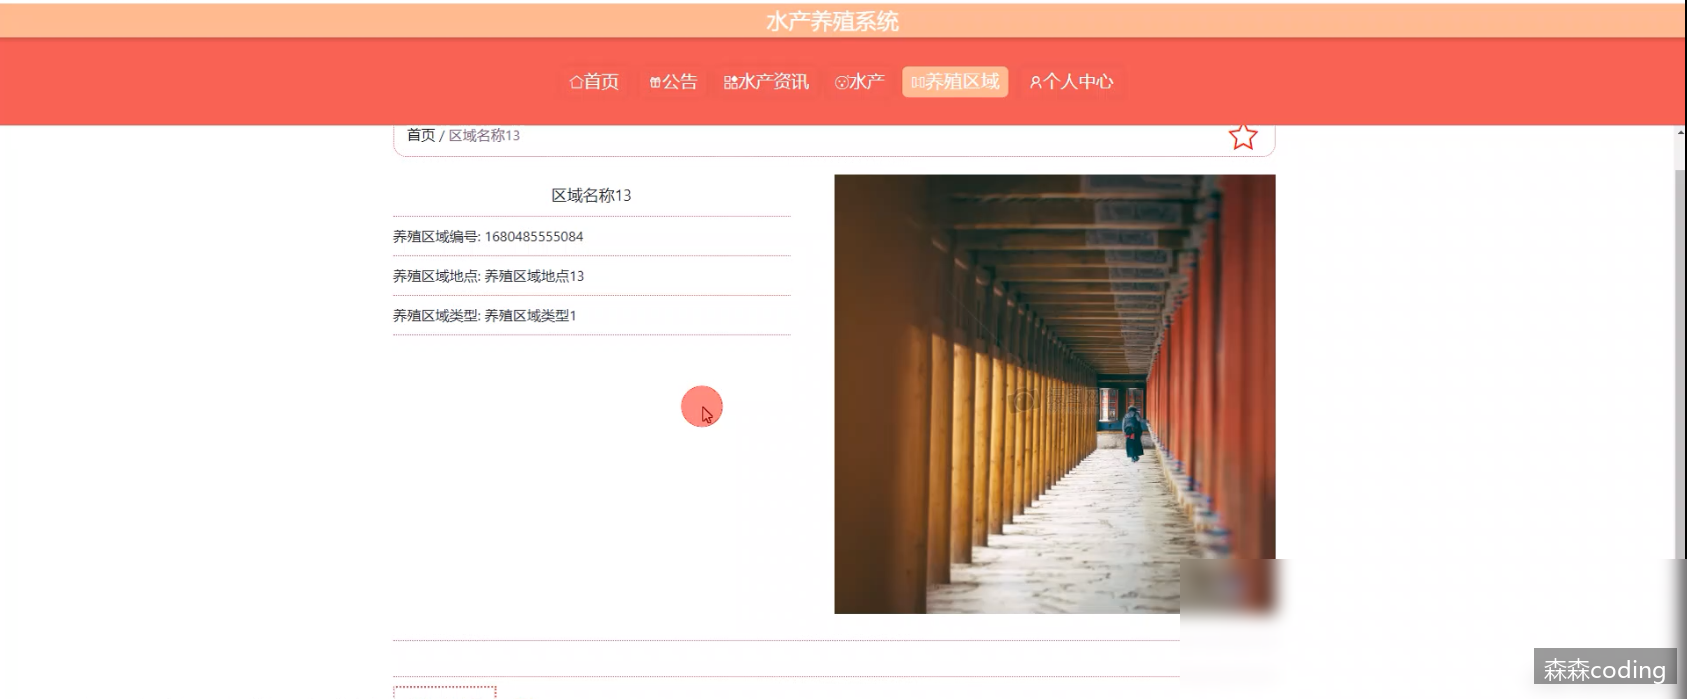 水产养殖系统
首页 公告 水产资讯 水产 养殖区域 个人中心
首页 / 区域名称13
区域名称13
养殖区域编号: 1680485555084
养殖区域地点: 养殖区域地点13
养殖区域类型: 养殖区域类型1
森森coding